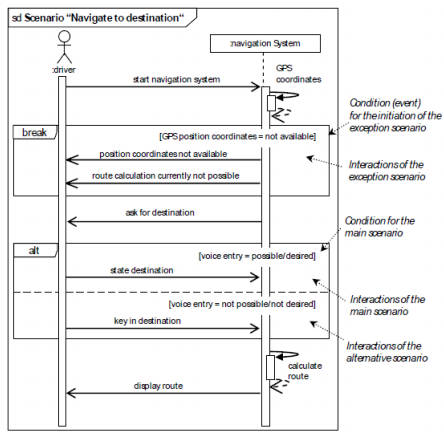 sd Scenario "Navigate to destination"
:driver
:navigation System
GPS
coordinates
start navigation system
Condition (event)
for the initiation of the
exception scenario
break
[GPS position coordinates = not available]
position coordinates not available
Interactions of the
exception scenario
route calculation currently not possible
ask for destination
Condition for the
main scenario
alt
[voice entry = possible/desired]
state destination
Interactions of the
main scenario
[voice entry = not possible/not desired]
key in destination
Interactions of the
alternative scenario
calculate
route
display route